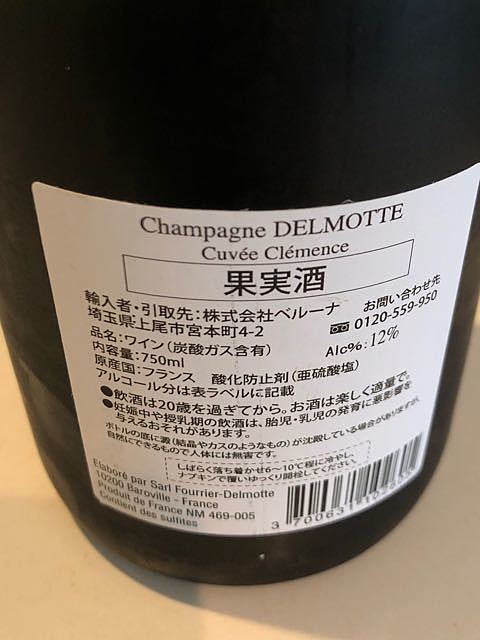 Champagne DELMOTTE
Cuvée Clémence
果実酒
輸入者・引取先：株式会社ベルーナ
埼玉県上尾市宮本町4-2
お問い合わせ先
0120-559-950
品名：ワイン（炭酸ガス含有）
内容量：750ml
Alc%：12%
原産国：フランス 酸化防止剤（亜硫酸塩）
アルコール分は表ラベルに記載
●飲酒は20歳を過ぎてから。お酒は楽しく適量で。
●妊娠中や授乳期の飲酒は、胎児・乳児の発育に悪影響を
与えるおそれがあります。
ボトルの底に澱（結晶やカスのようなもの）が沈殿している場合がありますが、
自然にできるもので人体には無害です。
しばらく落ち着かせ6～10℃程に冷やし、
ナプキンで覆いゆっくり開栓してください。
Elaboré par Sarl Fourrier-Delmotte
10200 Baroville - France
Produit de France NM 469-005
Contient des sulfites
3 700631